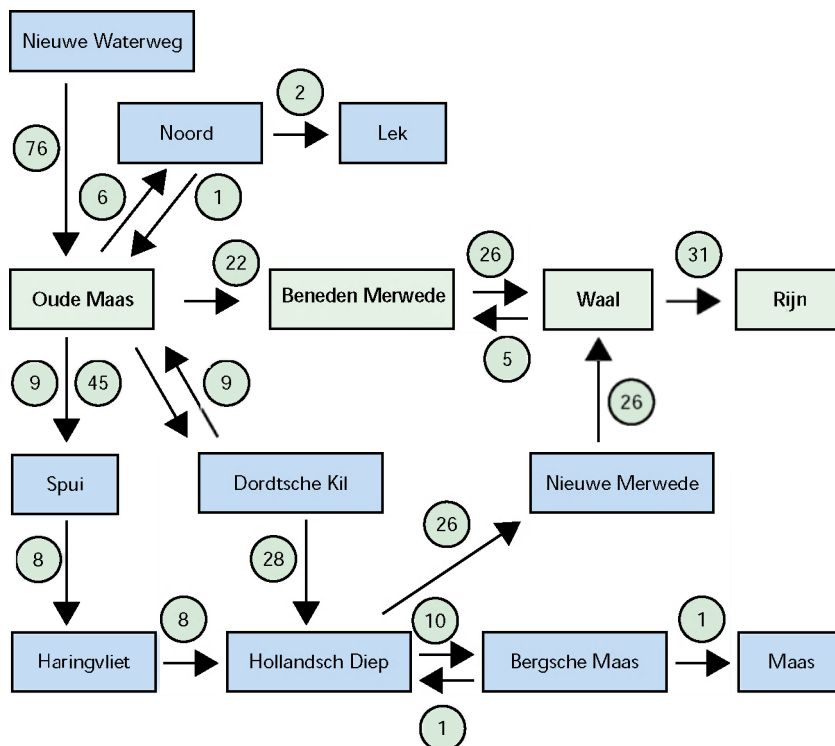 Nieuwe Waterweg
2
Noord
Lek
76
6
1
22
26
31
Oude Maas
Beneden Merwede
Waal
Rijn
5
9
45
9
26
Spui
Dordtsche Kil
Nieuwe Merwede
26
8
28
8
10
1
Haringvliet
Hollandsch Diep
Bergsche Maas
Maas
1